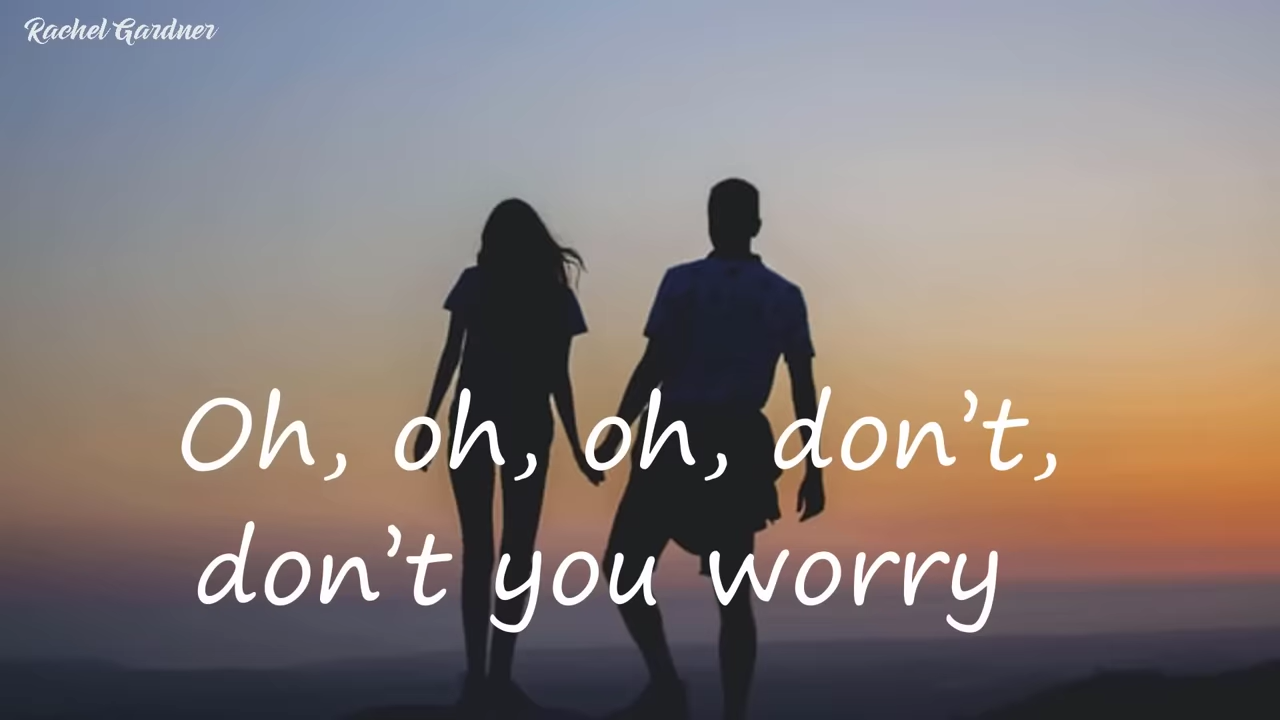 Rachel Gardner
Oh, oh, oh, don’t,
don’t you worry